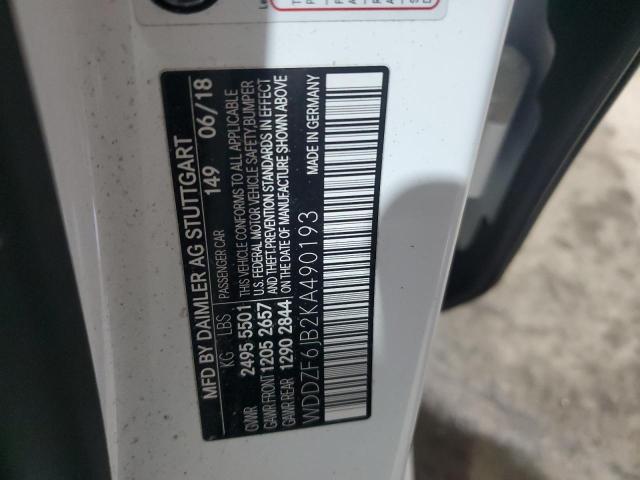 MFD BY DAIMLER AG STUTTGART
KG LBS PASSENGER CAR 149 06/18
GVWR 2495 5501 THIS VEHICLE CONFORMS TO ALL APPLICABLE
U.S. FEDERAL MOTOR VEHICLE SAFETY, BUMPER
GAWR FRONT 1205 2657 AND THEFT PREVENTION STANDARDS IN EFFECT
GAWR REAR 1290 2844 ON THE DATE OF MANUFACTURE SHOWN ABOVE
WDDZF6JB2KA490193 MADE IN GERMANY